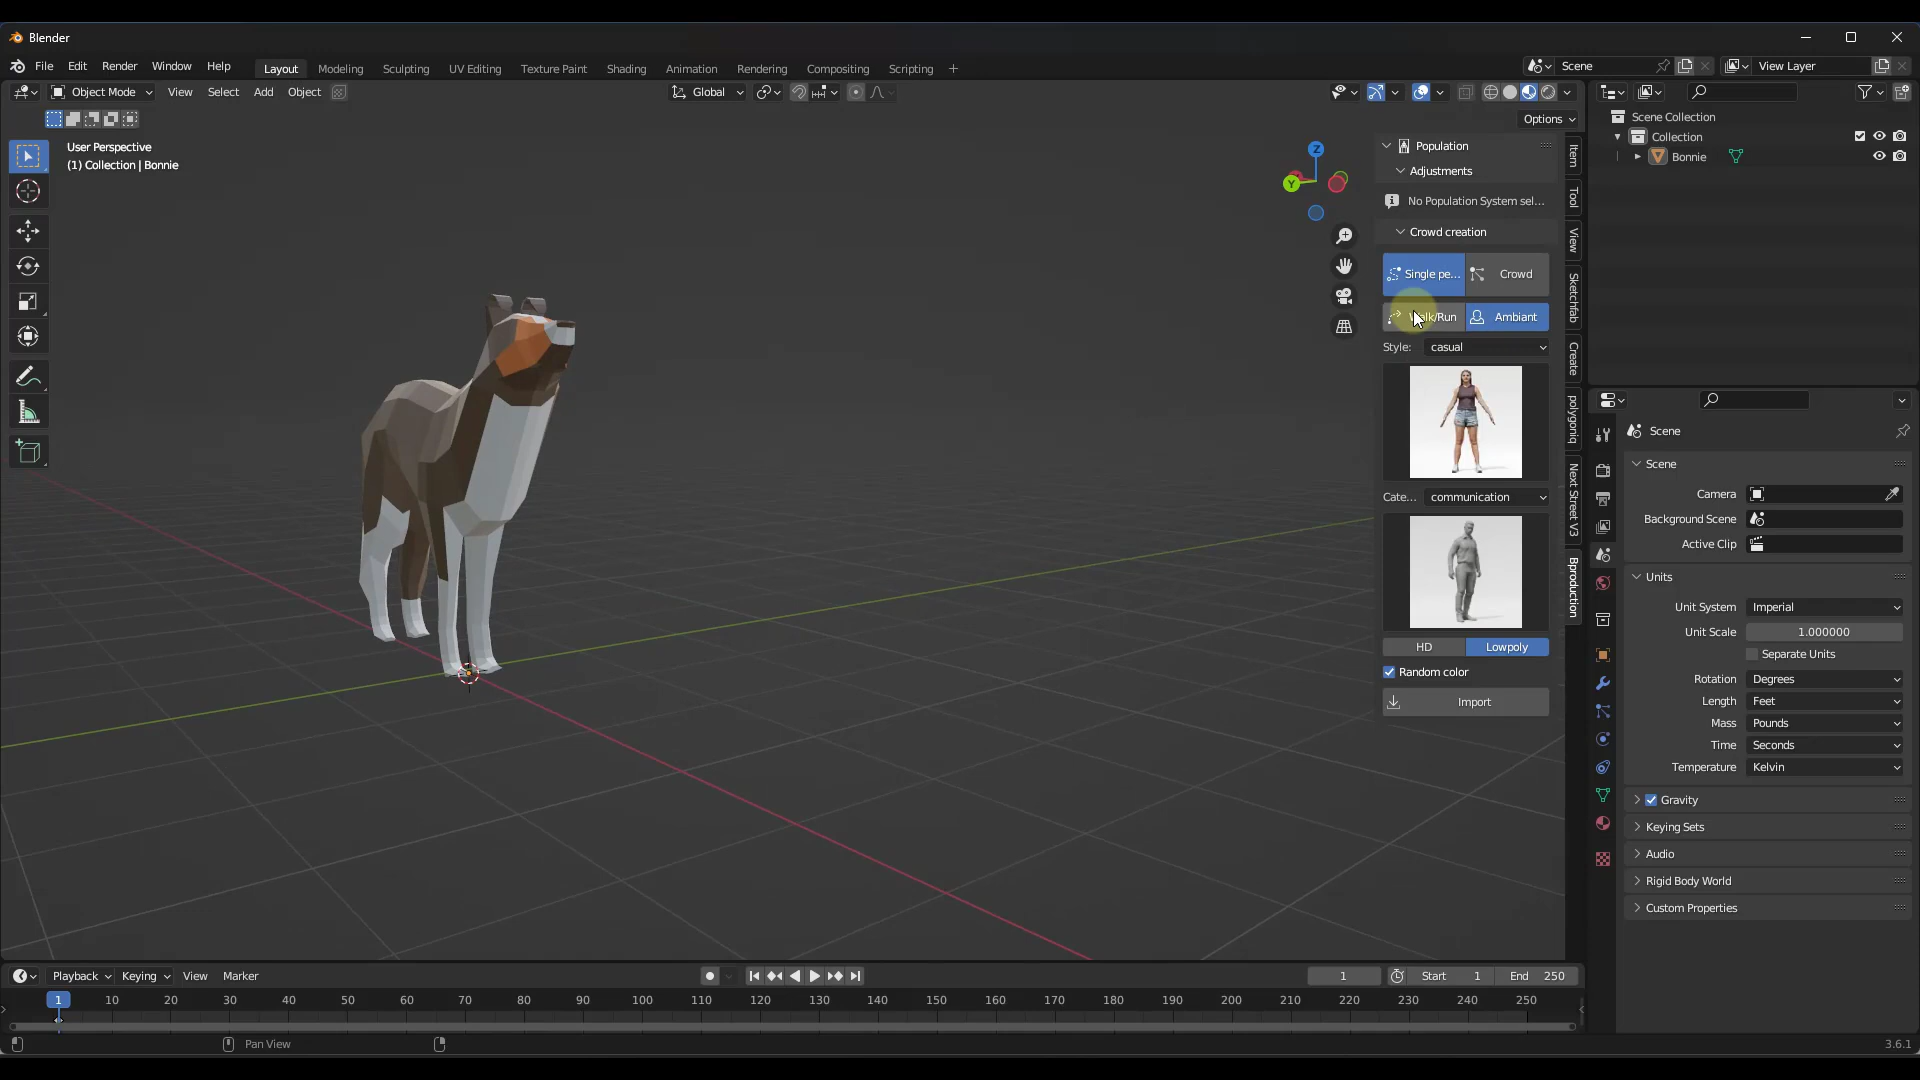 Blender
File Edit Render Window Help Layout Modeling Sculpting UV Editing Texture Paint Shading Animation Rendering Compositing Scripting + Scene View Layer
Object Mode View Select Add Object Global
Options
User Perspective
(1) Collection | Bonnie
Z
Y
Population
Adjustments
No Population System sel...
Crowd creation
Single pe... Crowd
Walk/Run Ambiant
Style: casual
Cate... communication
HD Lowpoly
Random color
Import
Item
Tool
View
Sketchfab
Create
polygoniq
Next Street V3
Bproduction
Scene Collection
Collection
Bonnie
Scene
Scene
Camera
Background Scene
Active Clip
Units
Unit System Imperial
Unit Scale 1.000000
Separate Units
Rotation Degrees
Length Feet
Mass Pounds
Time Seconds
Temperature Kelvin
Gravity
Keying Sets
Audio
Rigid Body World
Custom Properties
Playback Keying View Marker 1 Start 1 End 250
1 10 20 30 40 50 60 70 80 90 100 110 120 130 140 150 160 170 180 190 200 210 220 230 240 250
Pan View 3.6.1